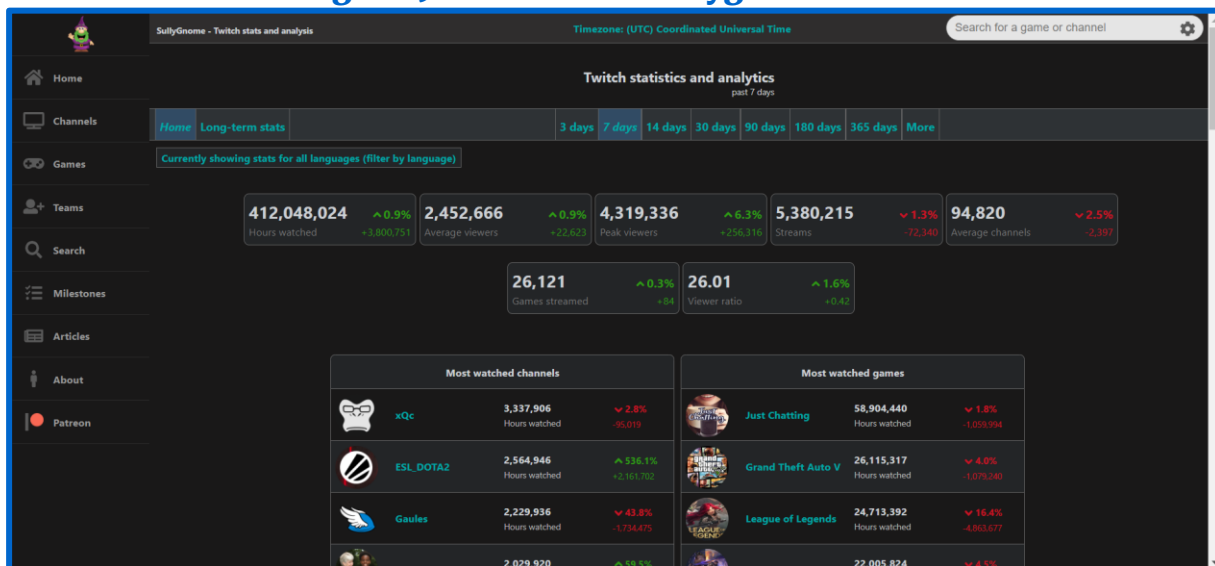 SullyGnome - Twitch stats and analysis
Timezone: (UTC) Coordinated Universal Time
Search for a game or channel
Home
Channels
Games
Teams
Search
Milestones
Articles
About
Patreon
Twitch statistics and analytics
past 7 days
Home Long-term stats 3 days 7 days 14 days 30 days 90 days 180 days 365 days More
Currently showing stats for all languages (filter by language)
412,048,024 0.9%
Hours watched +3,800,751
2,452,666 0.9%
Average viewers +22,623
4,319,336 6.3%
Peak viewers +256,316
5,380,215 1.3%
Streams -72,340
94,820 2.5%
Average channels -2,397
26,121 0.3%
Games streamed +84
26.01 1.6%
Viewer ratio +0.42
Most watched channels
xQc 3,337,906 2.8%
Hours watched -95,019
ESL_DOTA2 2,564,946 536.1%
Hours watched +2,161,702
Gaules 2,229,936 43.8%
Hours watched -1,734,475
2,029,920 59.5%
Most watched games
Just Chatting 58,904,440 1.8%
Hours watched -1,059,994
Grand Theft Auto V 26,115,317 4.0%
Hours watched -1,079,240
League of Legends 24,713,392 16.4%
Hours watched -4,863,677
22,005,824 4.5%